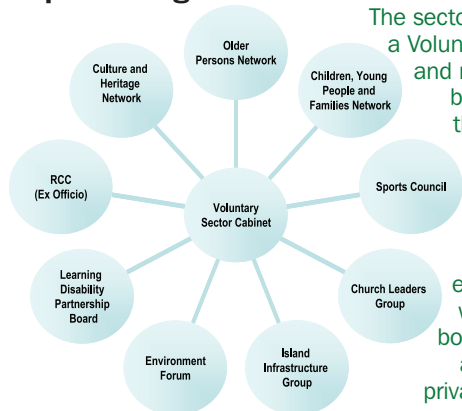 The secto
a Volun
and r
b
t
Older
Persons Network
Culture and
Heritage
Network
Children, Young
People and
Families Network
RCC
(Ex Officio)
Voluntary
Sector Cabinet
Sports Council
Learning
Disability
Partnership
Board
Church Leaders
Group
Environment
Forum
Island
Infrastructure
Group
e
v
bo
a
priva